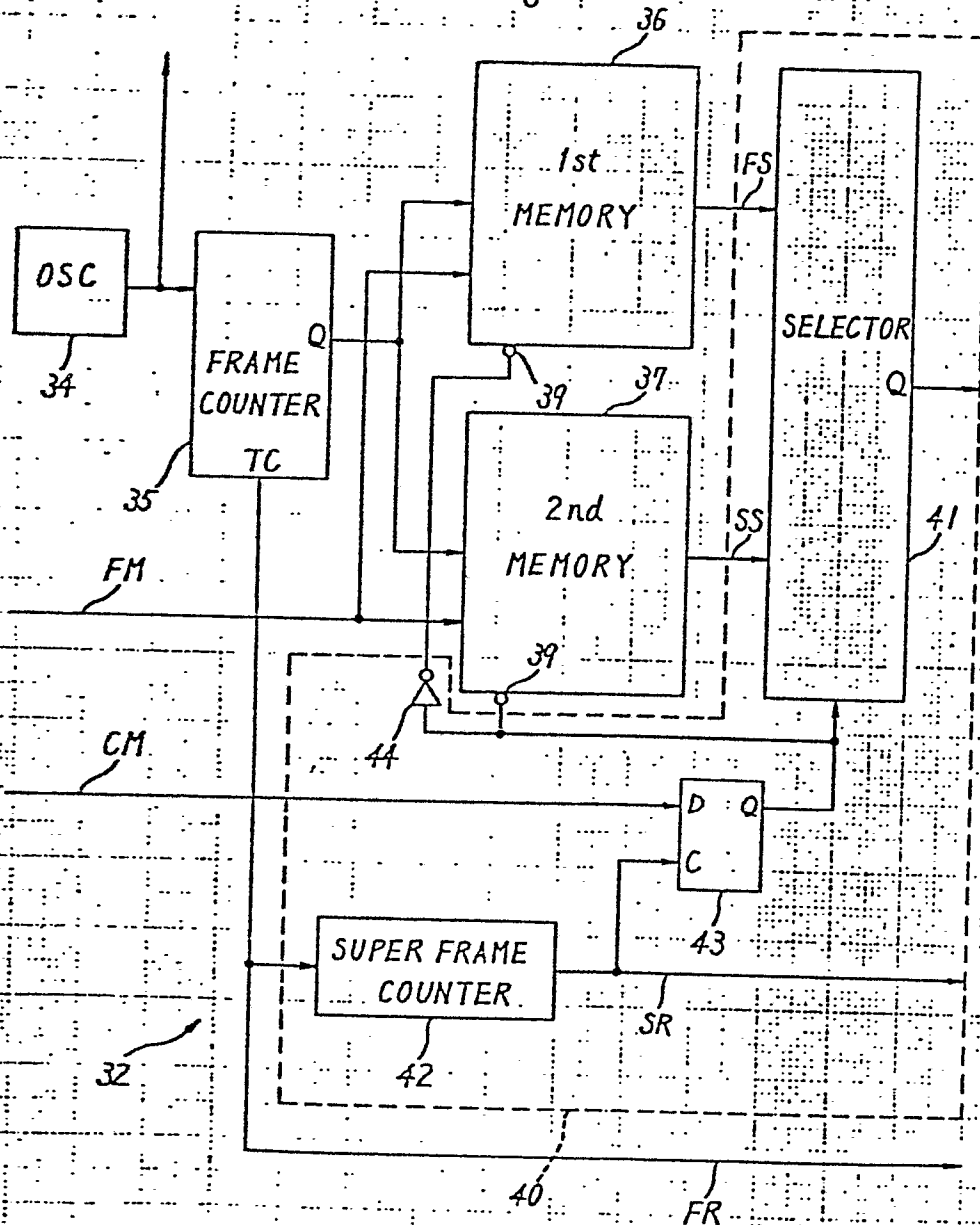 36
1st
MEMORY
FS
OSC
34
Q
FRAME
COUNTER
TC
35
SELECTOR
Q
39
37
2nd
MEMORY
SS
41
FM
39
44
CM
D Q
C
43
SUPER FRAME
COUNTER
SR
42
32
40
FR